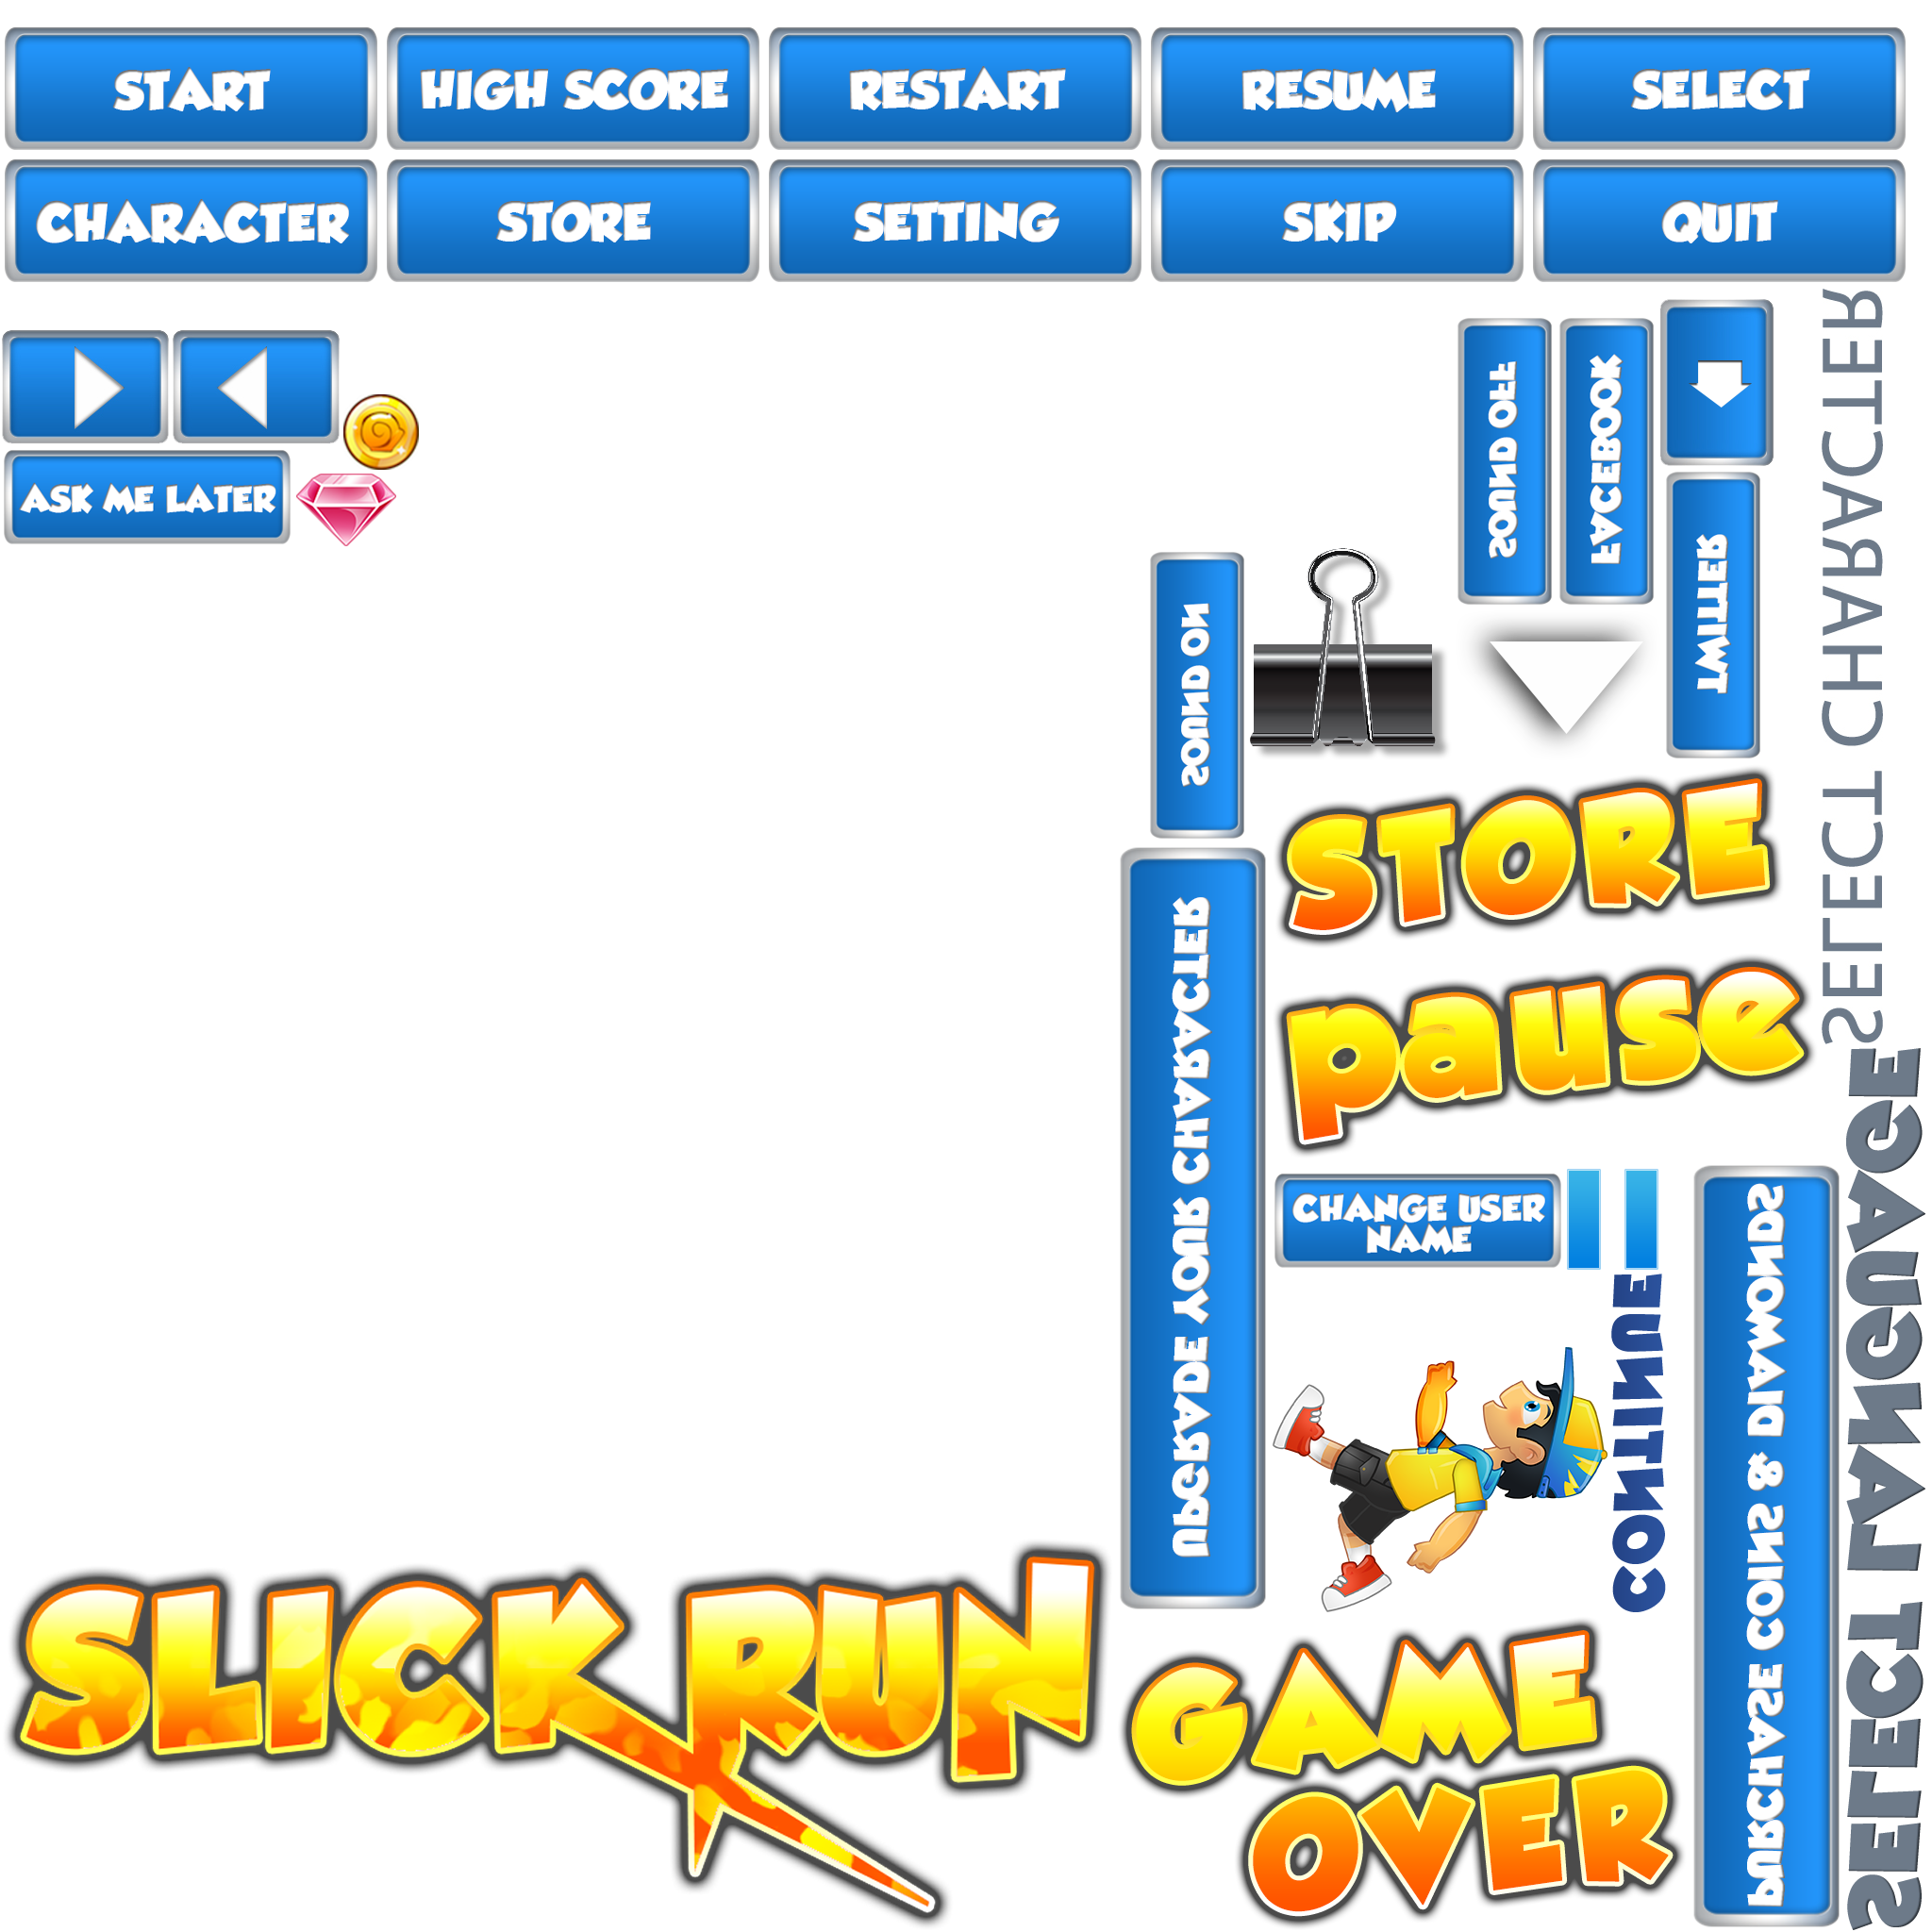 START
HIGH SCORE
RESTART
RESUME
SELECT
CHARACTER
STORE
SETTING
SKIP
QUIT
ASK ME LATER
SOUND OFF
FACEBOOK
TWITTER
SELECT CHARACTER
SOUND ON
STORE
UPGRADE YOUR CHARACTER
pause
CHANGE USER
NAME
CONTINUE
PURCHASE COINS & DIAMONDS
SELECT LANGUAGE
SLICK RUN
GAME
OVER